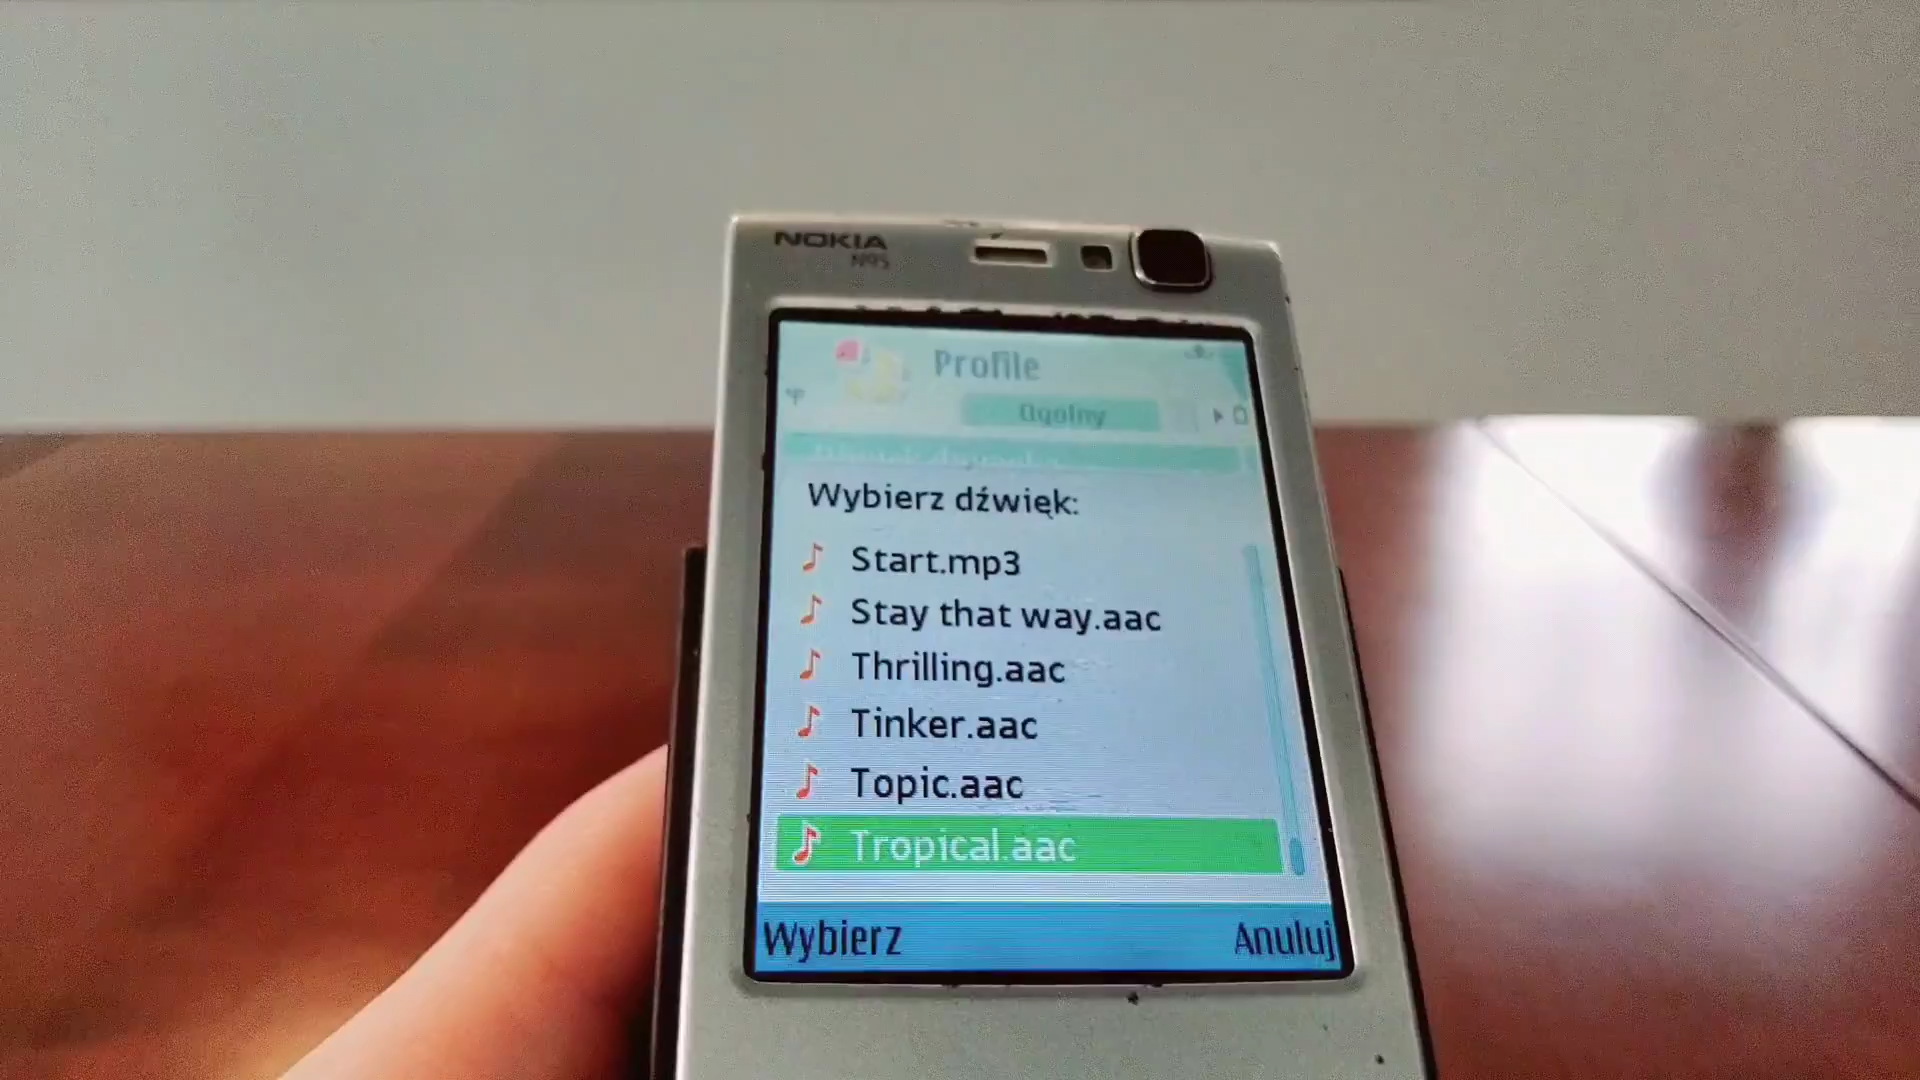 NOKIA
N95
Profile
Ogólny
Wybierz dźwięk:
Start.mp3
Stay that way.aac
Thrilling.aac
Tinker.aac
Topic.aac
Tropical.aac
Wybierz
Anuluj